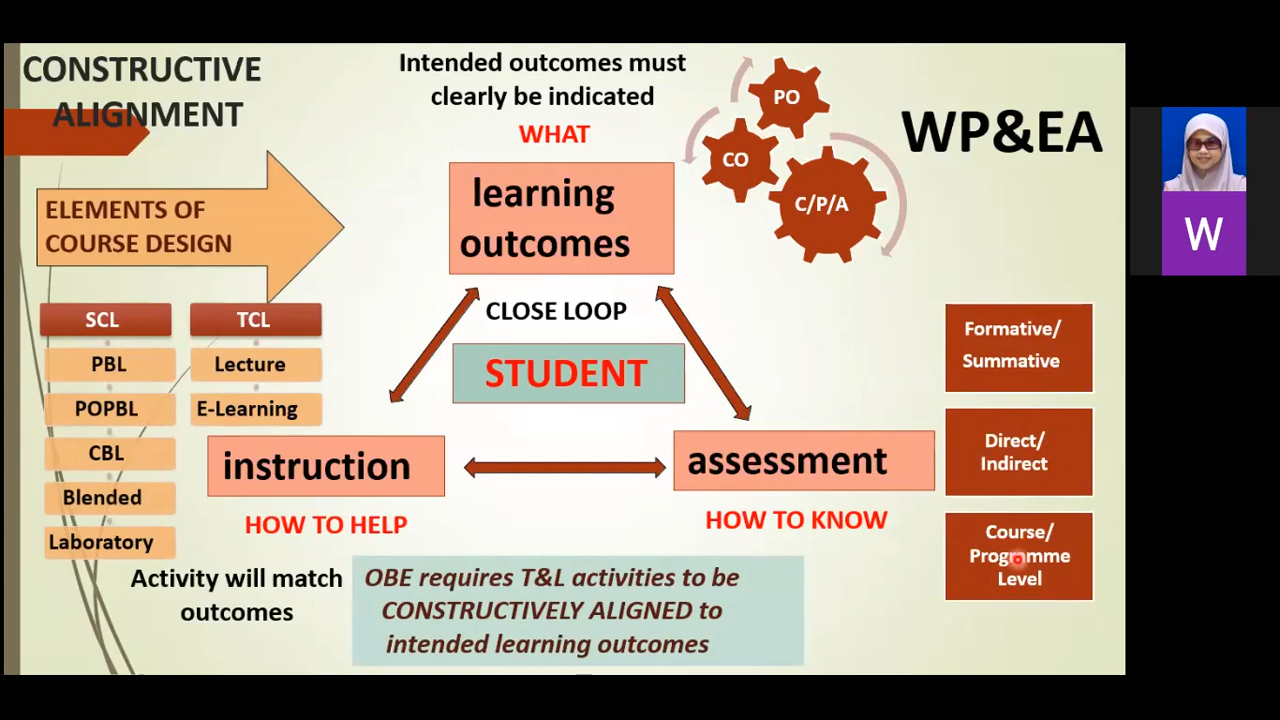 CONSTRUCTIVE
ALIGNMENT
Intended outcomes must
clearly be indicated
WHAT
PO
CO
C/P/A
WP&EA
ELEMENTS OF
COURSE DESIGN
learning
outcomes
W
SCL
TCL
PBL
Lecture
POPBL
E-Learning
CBL
Blended
Laboratory
CLOSE LOOP
STUDENT
Formative/
Summative
Direct/
Indirect
Course/
Programme
Level
instruction
assessment
HOW TO HELP
HOW TO KNOW
Activity will match
outcomes
OBE requires T&L activities to be
CONSTRUCTIVELY ALIGNED to
intended learning outcomes